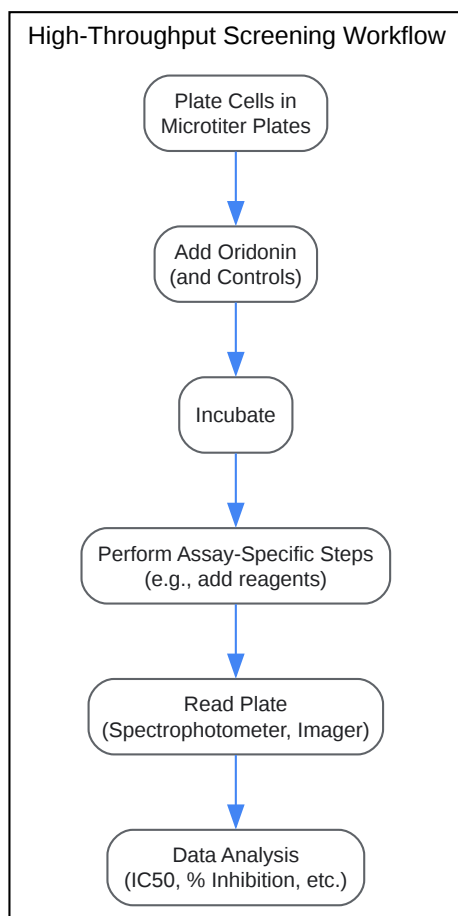 High-Throughput Screening Workflow
Plate Cells in
Microtiter Plates
Add Oridonin
(and Controls)
Incubate
Perform Assay-Specific Steps
(e.g., add reagents)
Read Plate
(Spectrophotometer, Imager)
Data Analysis
(IC50, % Inhibition, etc.)